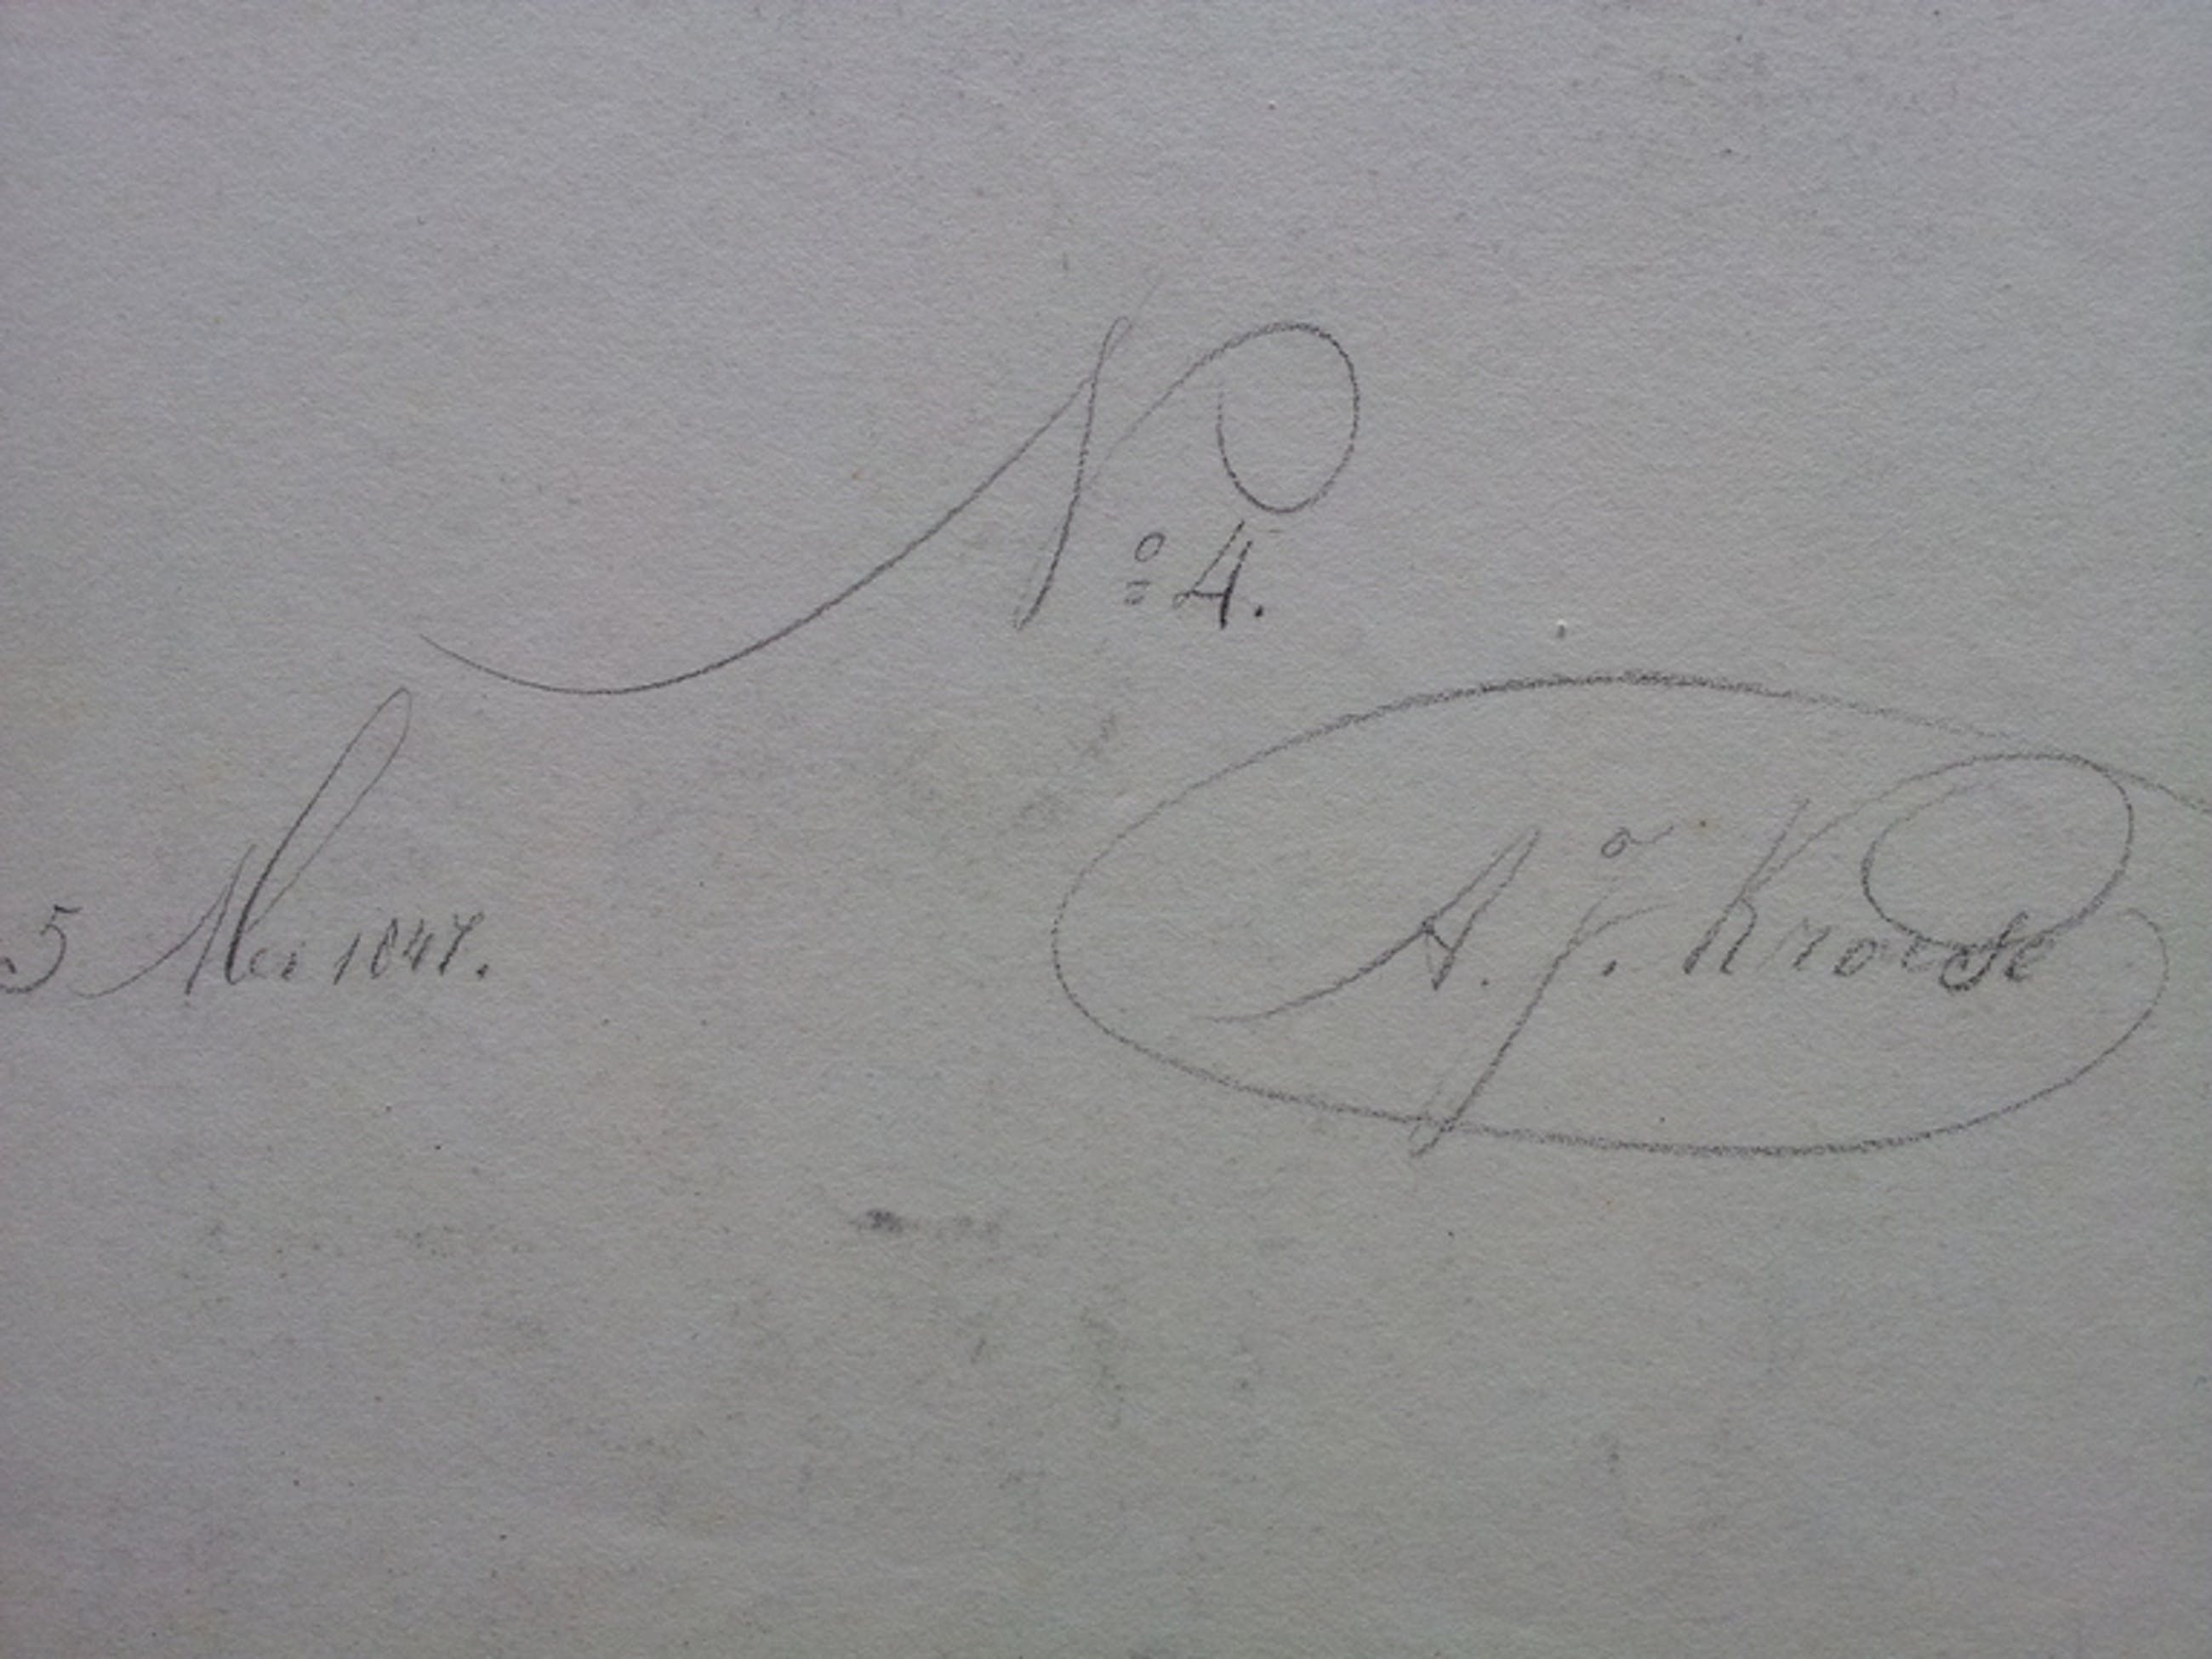 Nº 4.
5 Mei 1847.
A. J. Kroese